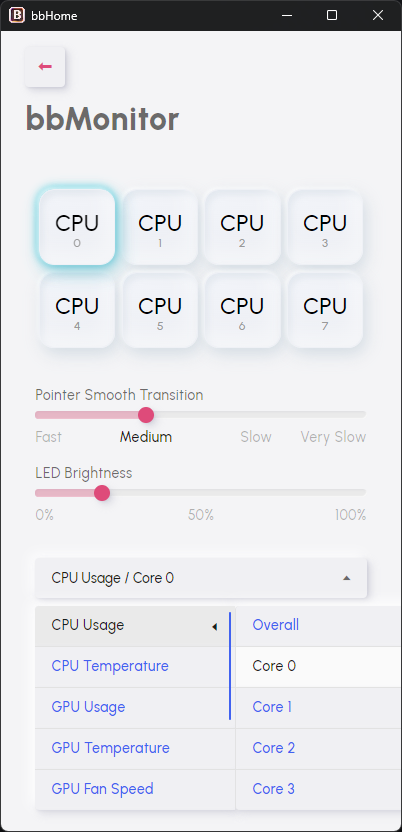 bbHome
bbMonitor
CPU CPU CPU CPU
0 1 2 3
CPU CPU CPU CPU
4 5 6 7
Pointer Smooth Transition
Fast Medium Slow Very Slow
LED Brightness
0% 50% 100%
CPU Usage / Core 0
CPU Usage Overall
CPU Temperature Core 0
GPU Usage Core 1
GPU Temperature Core 2
GPU Fan Speed Core 3